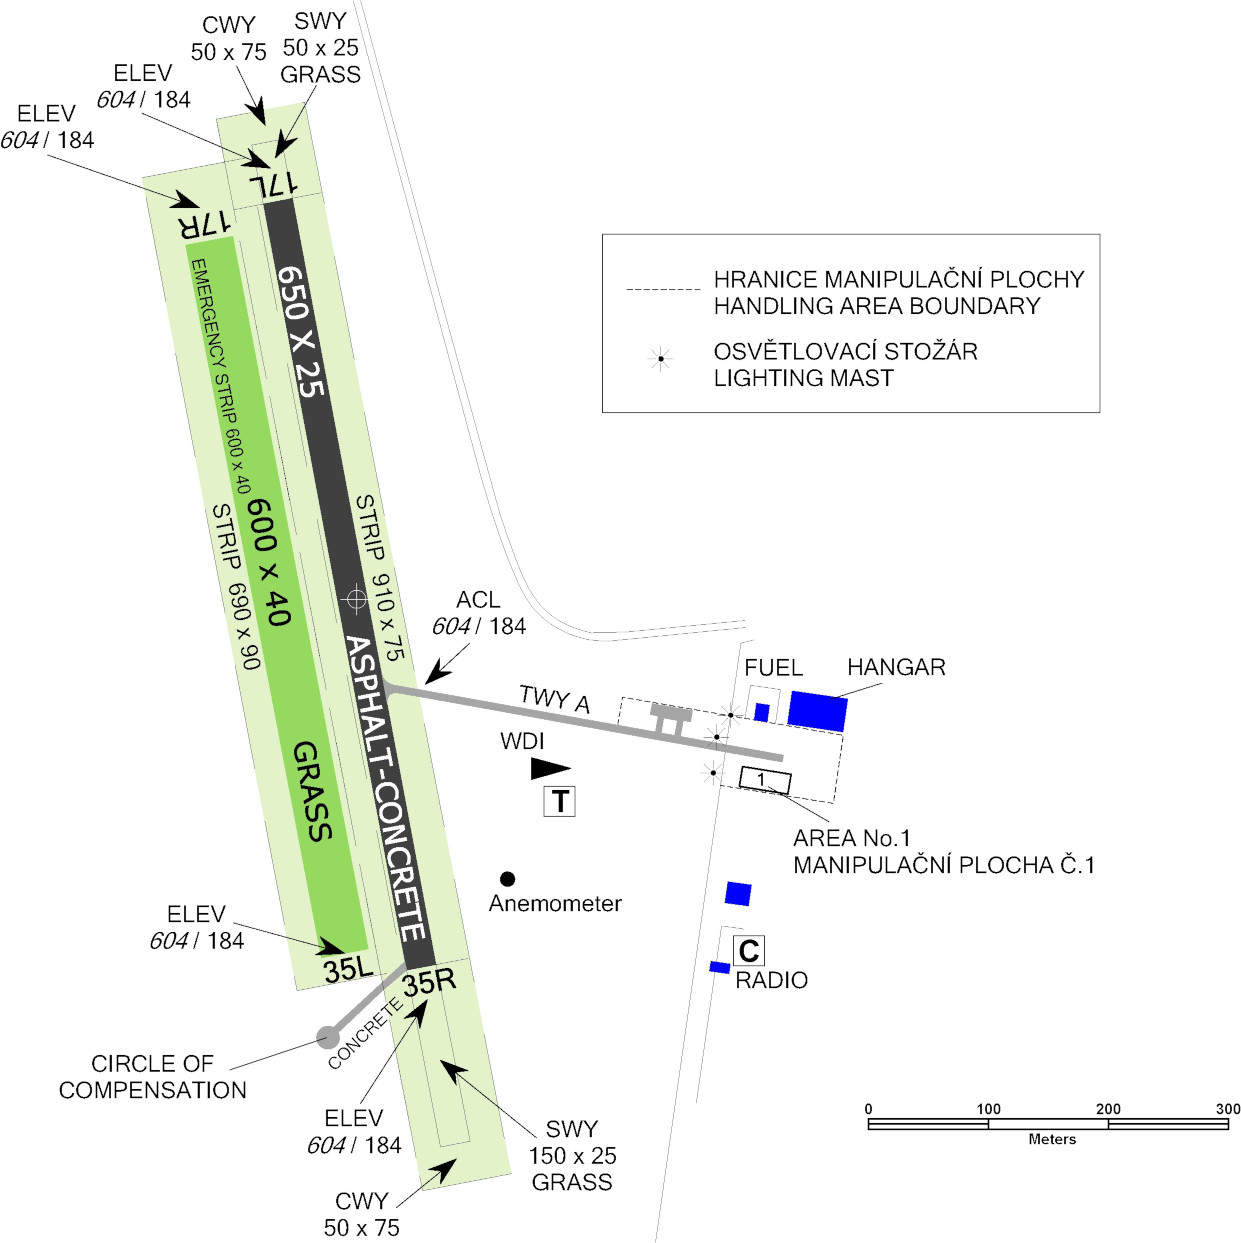 CWY
50 x 75
SWY
50 x 25
GRASS
ELEV
604 / 184
ELEV
604 / 184
17L
17R
EMERGENCY STRIP 600 x 40
650 X 25
HRANICE MANIPULAČNÍ PLOCHY
HANDLING AREA BOUNDARY
OSVĚTLOVACÍ STOŽÁR
LIGHTING MAST
STRIP 690 x 90
600 x 40
GRASS
STRIP 910 x 75
ASPHALT-CONCRETE
ACL
604 / 184
TWY A
FUEL
HANGAR
WDI
T
1
AREA No.1
MANIPULAČNÍ PLOCHA Č.1
Anemometer
ELEV
604 / 184
35L
35R
C
RADIO
CONCRETE
CIRCLE OF
COMPENSATION
ELEV
604 / 184
SWY
150 x 25
GRASS
CWY
50 x 75
0 100 200 300
Meters